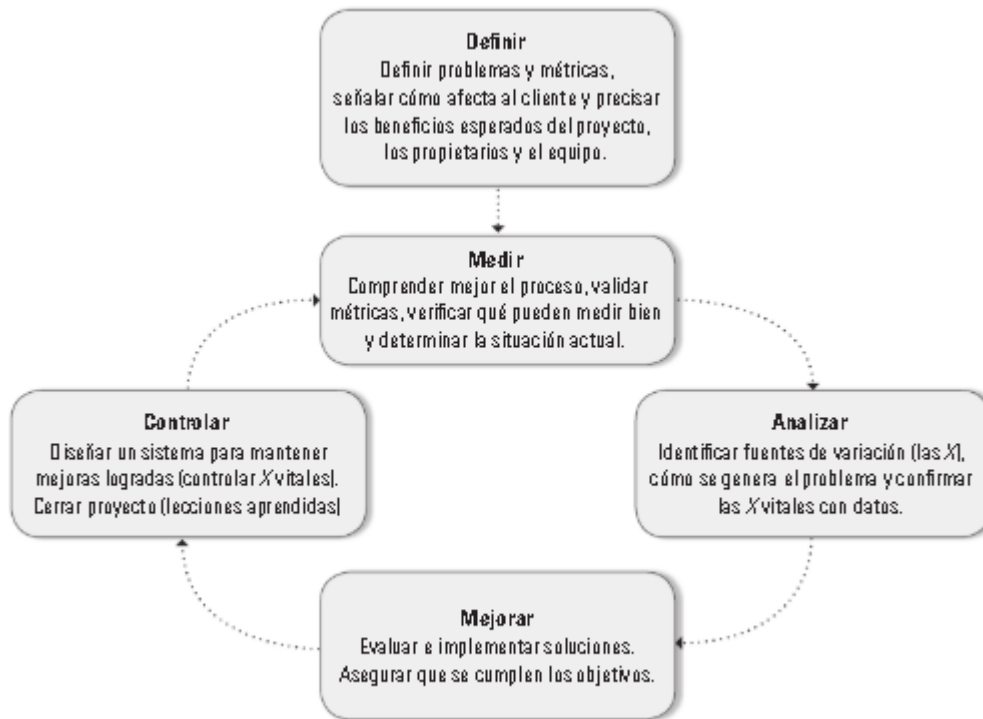 Definir
Definir problemas y métricas,
señalar cómo afecta al cliente y precisar
los beneficios esperados del proyecto,
los propietarios y el equipo.
Medir
Comprender mejor el proceso, validar
métricas, verificar qué pueden medir bien
y determinar la situación actual.
Controlar
Diseñar un sistema para mantener
mejoras logradas (controlar X vitales).
Cerrar proyecto (lecciones aprendidas)
Analizar
Identificar fuentes de variación (las X),
cómo se genera el problema y confirmar
las X vitales con datos.
Mejorar
Evaluar e implementar soluciones.
Asegurar que se cumplen los objetivos.